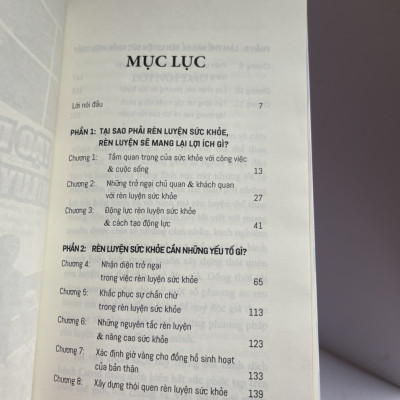 MỤC LỤC
Lời nói đầu 7
PHẦN 1: TẠI SAO PHẢI RÈN LUYỆN SỨC KHỎE,
RÈN LUYỆN SẼ MANG LẠI LỢI ÍCH GÌ?
Chương 1: Tầm quan trọng của sức khỏe với công việc
& cuộc sống 13
Chương 2: Những trở ngại chủ quan & khách quan
với rèn luyện sức khỏe 27
Chương 3: Động lực rèn luyện sức khỏe
& cách tạo động lực 41
PHẦN 2: RÈN LUYỆN SỨC KHỎE CẦN NHỮNG YẾU TỐ GÌ?
Chương 4: Nhận diện trở ngại
trong việc rèn luyện sức khỏe 65
Chương 5: Khắc phục sự chần chừ
trong rèn luyện sức khỏe 113
Chương 6: Những nguyên tắc rèn luyện
& nâng cao sức khỏe 123
Chương 7: Xác định giờ vàng cho đồng hồ sinh hoạt
của bản thân 133
Chương 8: Xây dựng thói quen rèn luyện sức khỏe 139